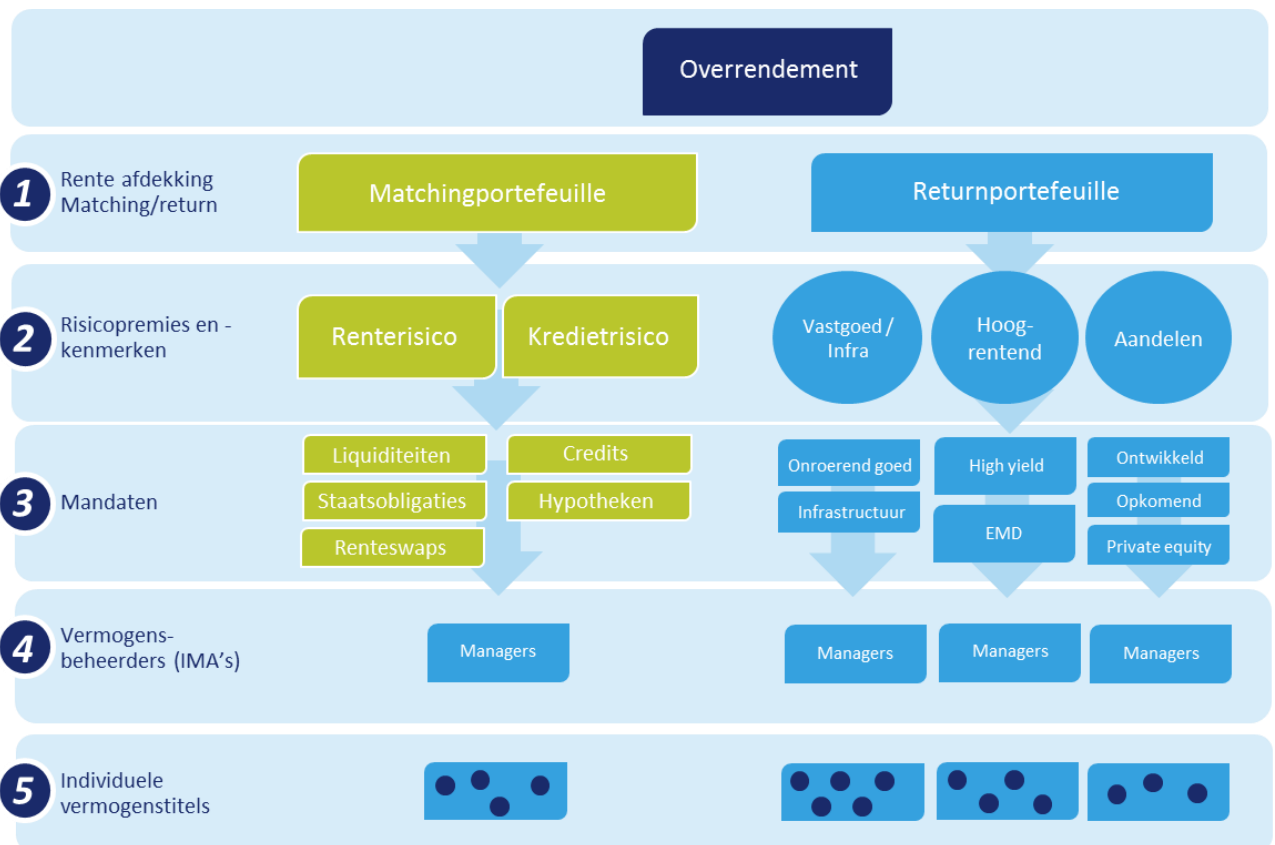 Overrendement
1
Rente afdekking
Matching/return
Matchingportefeuille
Returnportefeuille
2
Risicopremies en -
kenmerken
Renterisico
Kredietrisico
Vastgoed /
Infra
Hoog-
rentend
Aandelen
3
Mandaten
Liquiditeiten
Credits
Staatsobligaties
Hypotheken
Renteswaps
Onroerend goed
Infrastructuur
High yield
EMD
Ontwikkeld
Opkomend
Private equity
4
Vermogens-
beheerders (IMA's)
Managers
Managers
Managers
Managers
5
Individuele
vermogenstitels